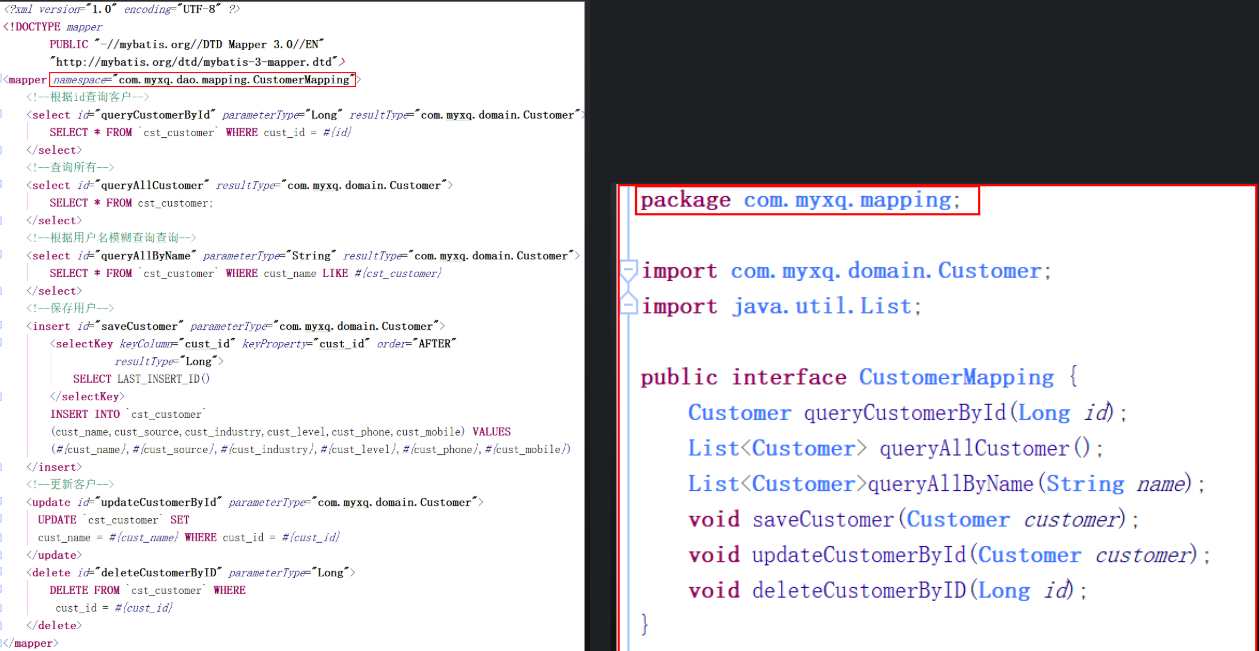 <?xml version="1.0" encoding="UTF-8" ?>
<!DOCTYPE mapper
PUBLIC "-//mybatis.org//DTD Mapper 3.0//EN"
"http://mybatis.org/dtd/mybatis-3-mapper.dtd">
<mapper namespace="com.myxq.dao.mapping.CustomerMapping">
<!--根据id查询客户-->
<select id="queryCustomerById" parameterType="Long" resultType="com.myxq.domain.Customer">
SELECT * FROM `cst_customer` WHERE cust_id = #{id}
</select>
<!--查询所有-->
<select id="queryAllCustomer" resultType="com.myxq.domain.Customer">
SELECT * FROM cst_customer;
</select>
<!--根据用户名模糊查询查询-->
<select id="queryAllByName" parameterType="String" resultType="com.myxq.domain.Customer">
SELECT * FROM `cst_customer` WHERE cust_name LIKE #{cst_customer}
</select>
<!--保存用户-->
<insert id="saveCustomer" parameterType="com.myxq.domain.Customer">
<selectKey keyColumn="cust_id" keyProperty="cust_id" order="AFTER"
resultType="Long">
SELECT LAST_INSERT_ID()
</selectKey>
INSERT INTO `cst_customer`
(cust_name,cust_source,cust_industry,cust_level,cust_phone,cust_mobile) VALUES
(#{cust_name},#{cust_source},#{cust_industry},#{cust_level},#{cust_phone},#{cust_mobile})
</insert>
<!--更新客户-->
<update id="updateCustomerById" parameterType="com.myxq.domain.Customer">
UPDATE `cst_customer` SET
cust_name = #{cust_name} WHERE cust_id = #{cust_id}
</update>
<delete id="deleteCustomerByID" parameterType="Long">
DELETE FROM `cst_customer` WHERE
cust_id = #{cust_id}
</delete>
</mapper>
package com.myxq.mapping;
import com.myxq.domain.Customer;
import java.util.List;
public interface CustomerMapping {
Customer queryCustomerById(Long id);
List<Customer> queryAllCustomer();
List<Customer>queryAllByName(String name);
void saveCustomer(Customer customer);
void updateCustomerById(Customer customer);
void deleteCustomerByID(Long id);
}